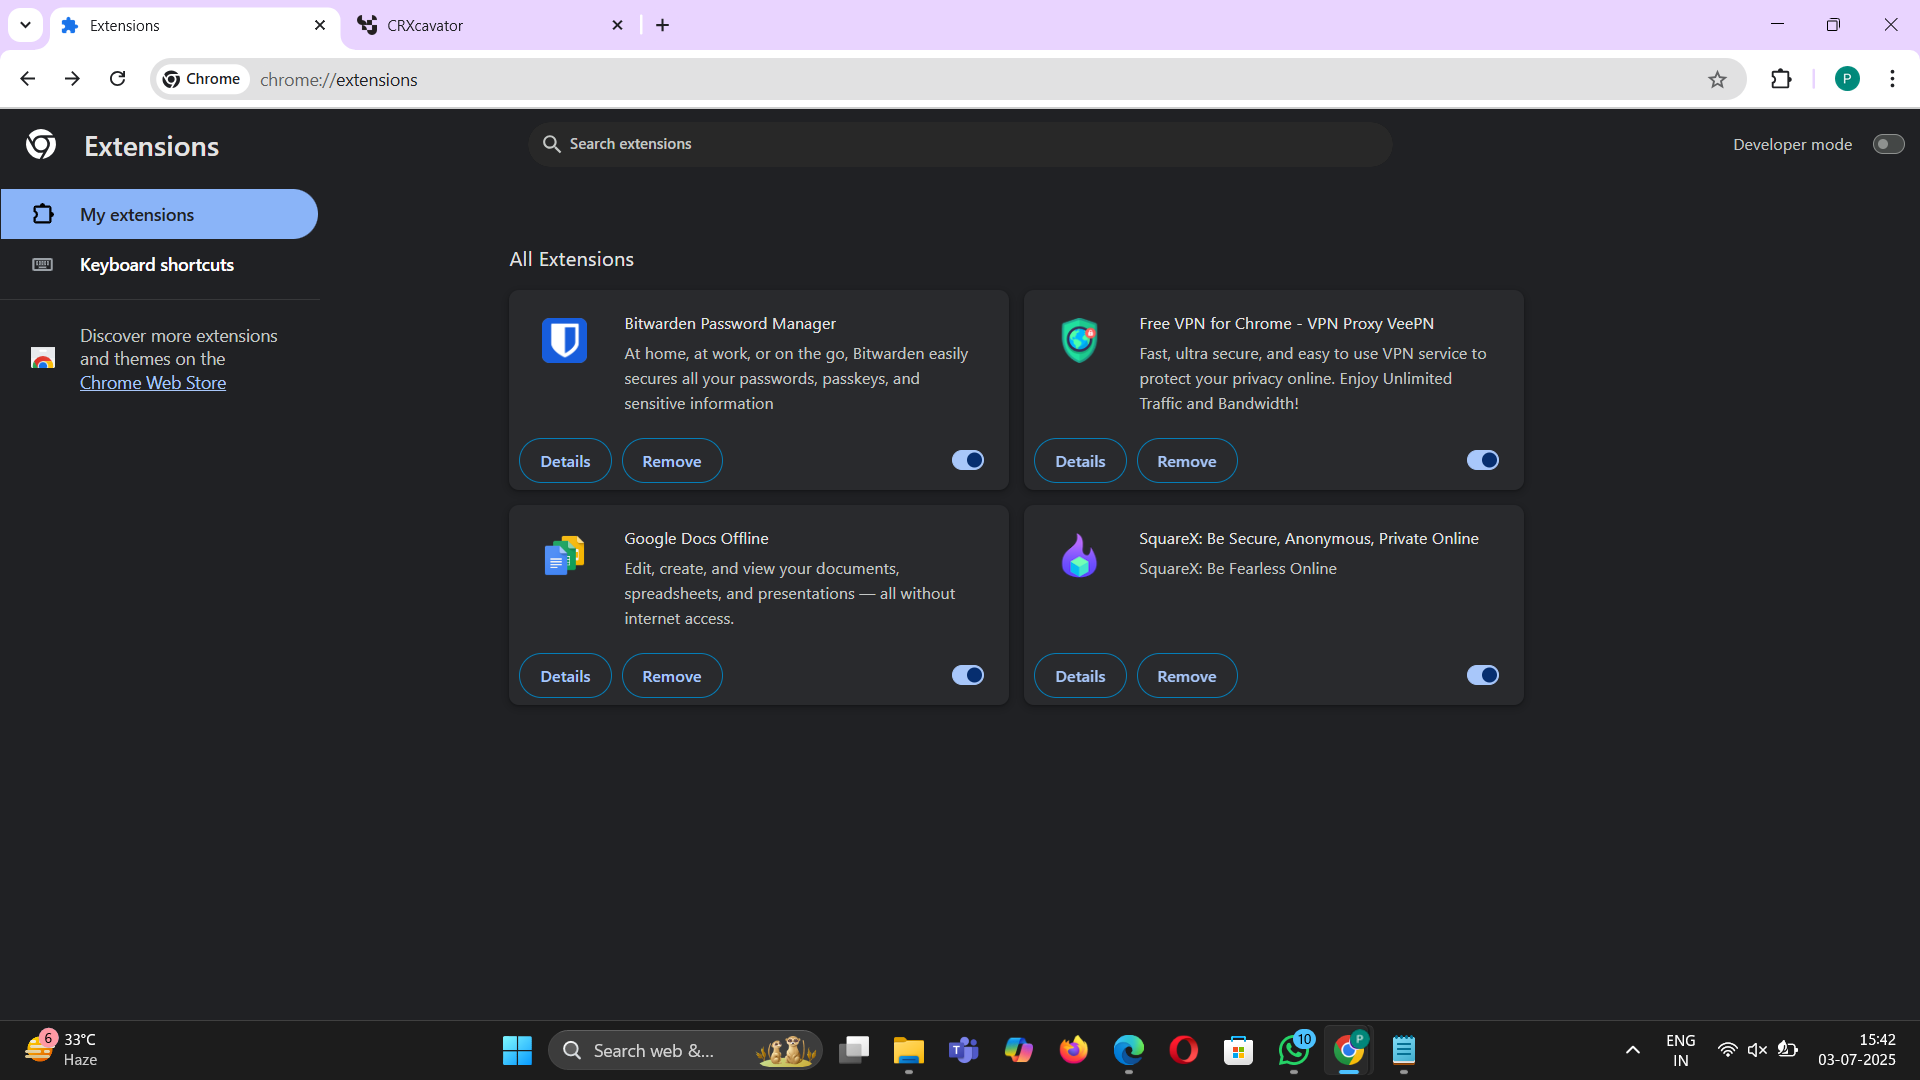 Extensions
CRXcavator
Chrome
chrome://extensions
P
Extensions
Search extensions
Developer mode
My extensions
Keyboard shortcuts
Discover more extensions
and themes on the
Chrome Web Store
All Extensions
Bitwarden Password Manager
At home, at work, or on the go, Bitwarden easily
secures all your passwords, passkeys, and
sensitive information
Details
Remove
Free VPN for Chrome - VPN Proxy VeePN
Fast, ultra secure, and easy to use VPN service to
protect your privacy online. Enjoy Unlimited
Traffic and Bandwidth!
Details
Remove
Google Docs Offline
Edit, create, and view your documents,
spreadsheets, and presentations — all without
internet access.
Details
Remove
SquareX: Be Secure, Anonymous, Private Online
SquareX: Be Fearless Online
Details
Remove
6
33°C
Haze
Search web &...
T
10
P
ENG
IN
15:42
03-07-2025